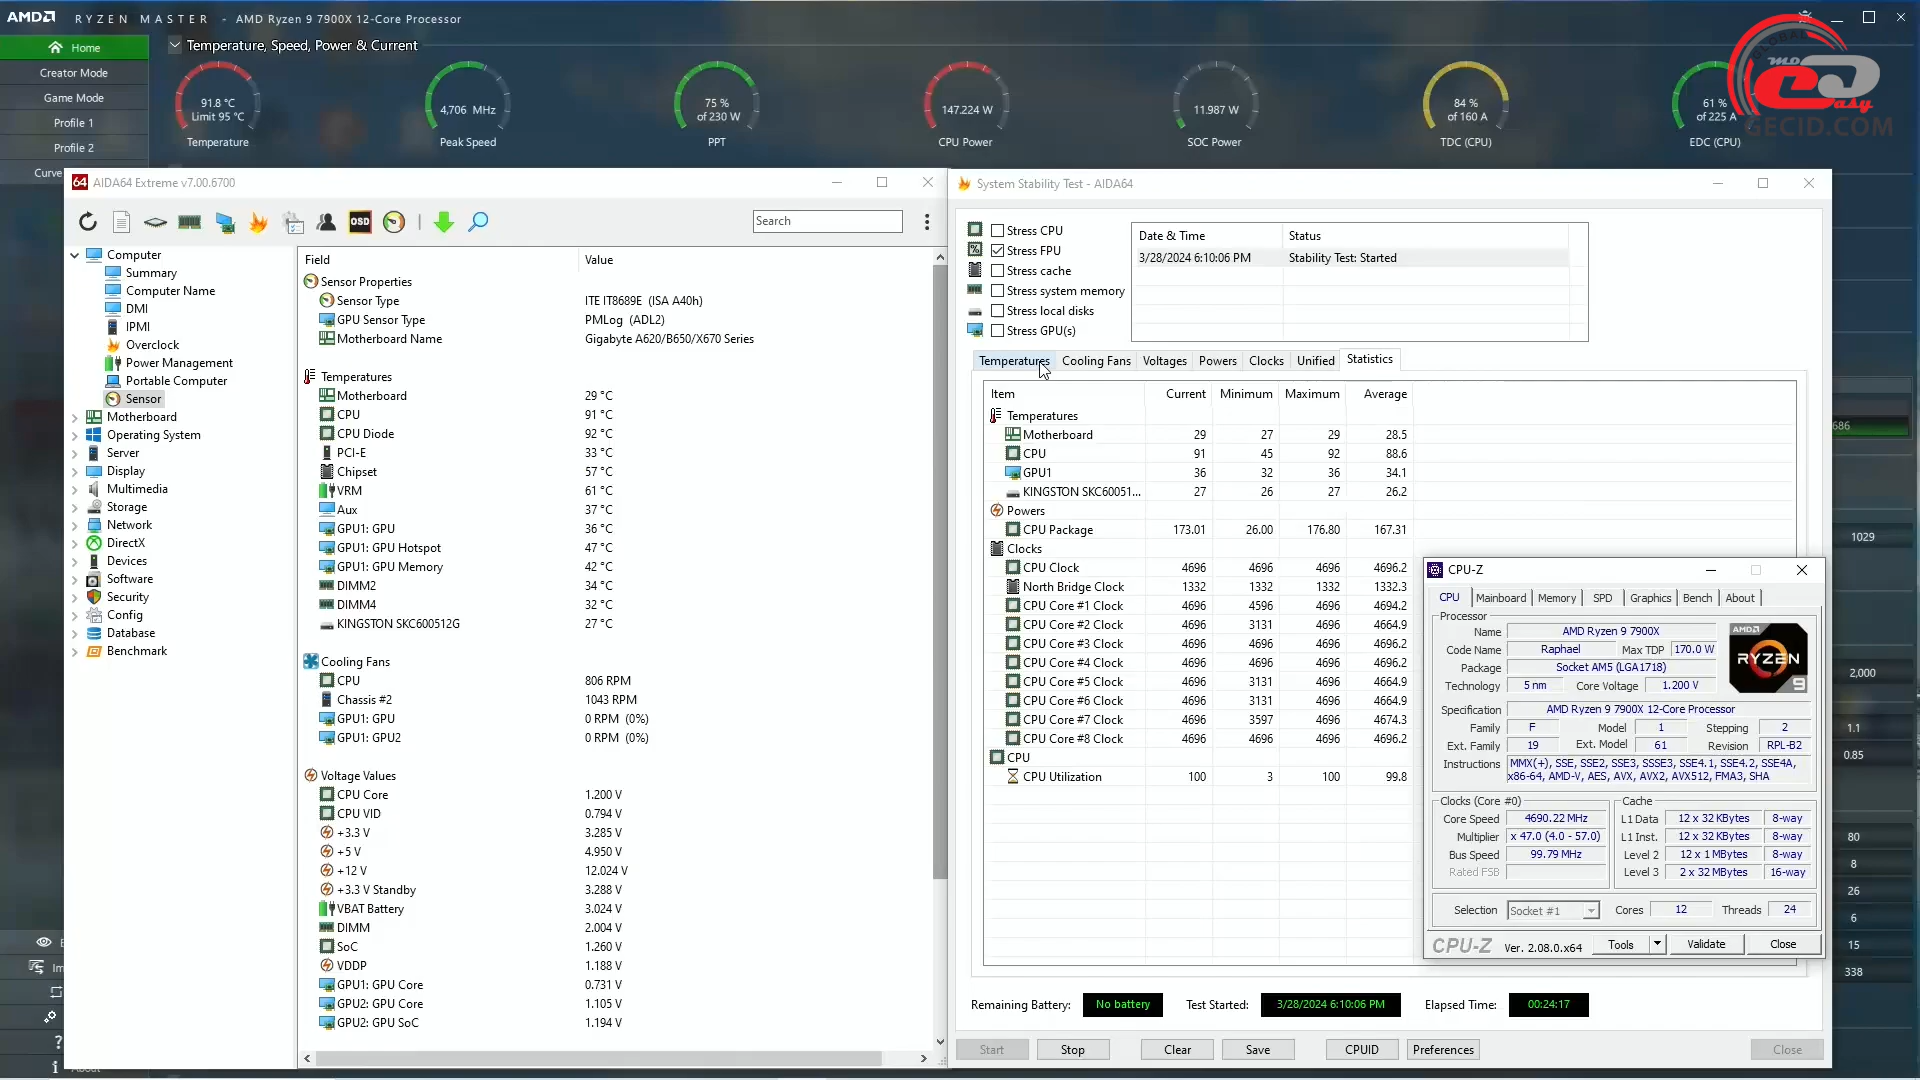 AMD RYZEN MASTER - AMD Ryzen 9 7900X 12-Core Processor
Home
Creator Mode
Game Mode
Profile 1
Profile 2
Curve
Temperature, Speed, Power & Current
91.8 °C
Limit 95 °C
Temperature
4,706 MHz
Peak Speed
75 %
of 230 W
PPT
147.224 W
CPU Power
11.987 W
SOC Power
84 %
of 160 A
TDC (CPU)
61 %
of 225 A
EDC (CPU)
GLOBAL
easy
GECID.COM
64 AIDA64 Extreme v7.00.6700
OSD
Search
Computer
Summary
Computer Name
DMI
IPMI
Overclock
Power Management
Portable Computer
Sensor
Motherboard
Operating System
Server
Display
Multimedia
Storage
Network
DirectX
Devices
Software
Security
Config
Database
Benchmark
Field Value
Sensor Properties
Sensor Type ITE IT8689E (ISA A40h)
GPU Sensor Type PMLog (ADL2)
Motherboard Name Gigabyte A620/B650/X670 Series
Temperatures
Motherboard 29 °C
CPU 91 °C
CPU Diode 92 °C
PCI-E 33 °C
Chipset 57 °C
VRM 61 °C
Aux 37 °C
GPU1: GPU 36 °C
GPU1: GPU Hotspot 47 °C
GPU1: GPU Memory 42 °C
DIMM2 34 °C
DIMM4 32 °C
KINGSTON SKC600512G 27 °C
Cooling Fans
CPU 806 RPM
Chassis #2 1043 RPM
GPU1: GPU 0 RPM (0%)
GPU1: GPU2 0 RPM (0%)
Voltage Values
CPU Core 1.200 V
CPU VID 0.794 V
+3.3 V 3.285 V
+5 V 4.950 V
+12 V 12.024 V
+3.3 V Standby 3.288 V
VBAT Battery 3.024 V
DIMM 2.004 V
SoC 1.260 V
VDDP 1.188 V
GPU1: GPU Core 0.731 V
GPU2: GPU Core 1.105 V
GPU2: GPU SoC 1.194 V
System Stability Test - AIDA64
Stress CPU
Stress FPU
Stress cache
Stress system memory
Stress local disks
Stress GPU(s)
Date & Time Status
3/28/2024 6:10:06 PM Stability Test: Started
Temperatures Cooling Fans Voltages Powers Clocks Unified Statistics
Item Current Minimum Maximum Average
Temperatures
Motherboard 29 27 29 28.5
CPU 91 45 92 88.6
GPU1 36 32 36 34.1
KINGSTON SKC60051... 27 26 27 26.2
Powers
CPU Package 173.01 26.00 176.80 167.31
Clocks
CPU Clock 4696 4696 4696 4696.2
North Bridge Clock 1332 1332 1332 1332.3
CPU Core #1 Clock 4696 4596 4696 4694.2
CPU Core #2 Clock 4696 3131 4696 4664.9
CPU Core #3 Clock 4696 4696 4696 4696.2
CPU Core #4 Clock 4696 4696 4696 4696.2
CPU Core #5 Clock 4696 3131 4696 4664.9
CPU Core #6 Clock 4696 3131 4696 4664.9
CPU Core #7 Clock 4696 3597 4696 4674.3
CPU Core #8 Clock 4696 4696 4696 4696.2
CPU
CPU Utilization 100 3 100 99.8
Remaining Battery: No battery Test Started: 3/28/2024 6:10:06 PM Elapsed Time: 00:24:17
Start Stop Clear Save CPUID Preferences Close
CPU-Z
CPU Mainboard Memory SPD Graphics Bench About
Processor
Name AMD Ryzen 9 7900X
Code Name Raphael Max TDP 170.0 W
Package Socket AM5 (LGA1718)
Technology 5 nm Core Voltage 1.200 V
AMD RYZEN 9
Specification AMD Ryzen 9 7900X 12-Core Processor
Family F Model 1 Stepping 2
Ext. Family 19 Ext. Model 61 Revision RPL-B2
Instructions MMX(+), SSE, SSE2, SSE3, SSSE3, SSE4.1, SSE4.2, SSE4A,
x86-64, AMD-V, AES, AVX, AVX2, AVX512, FMA3, SHA
Clocks (Core #0)
Core Speed 4690.22 MHz
Multiplier x 47.0 (4.0 - 57.0)
Bus Speed 99.79 MHz
Rated FSB
Cache
L1 Data 12 x 32 KBytes 8-way
L1 Inst. 12 x 32 KBytes 8-way
Level 2 12 x 1 MBytes 8-way
Level 3 2 x 32 MBytes 16-way
Selection Socket #1 Cores 12 Threads 24
CPU-Z Ver. 2.08.0.x64 Tools Validate Close
686
1029
2,000
1.1
0.85
80
8
26
6
15
338